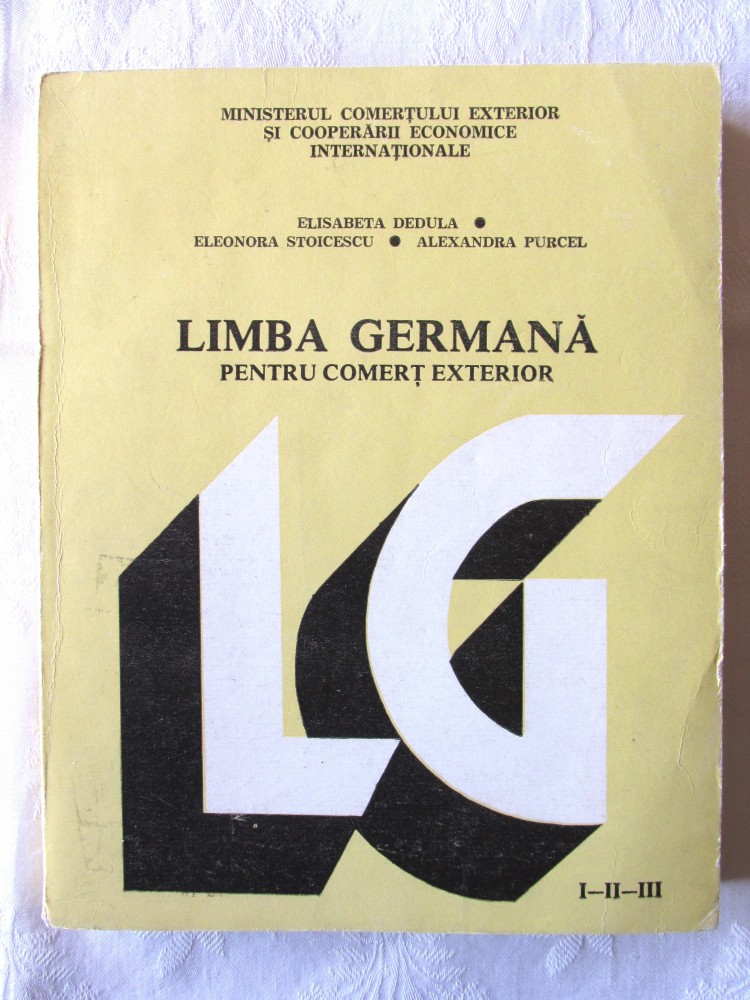 MINISTERUL COMERȚULUI EXTERIOR
ȘI COOPERĂRII ECONOMICE
INTERNAȚIONALE
ELISABETA DEDULA ●
ELEONORA STOICESCU ● ALEXANDRA PURCEL
LIMBA GERMANĂ
PENTRU COMERȚ EXTERIOR
LG
I—II—III